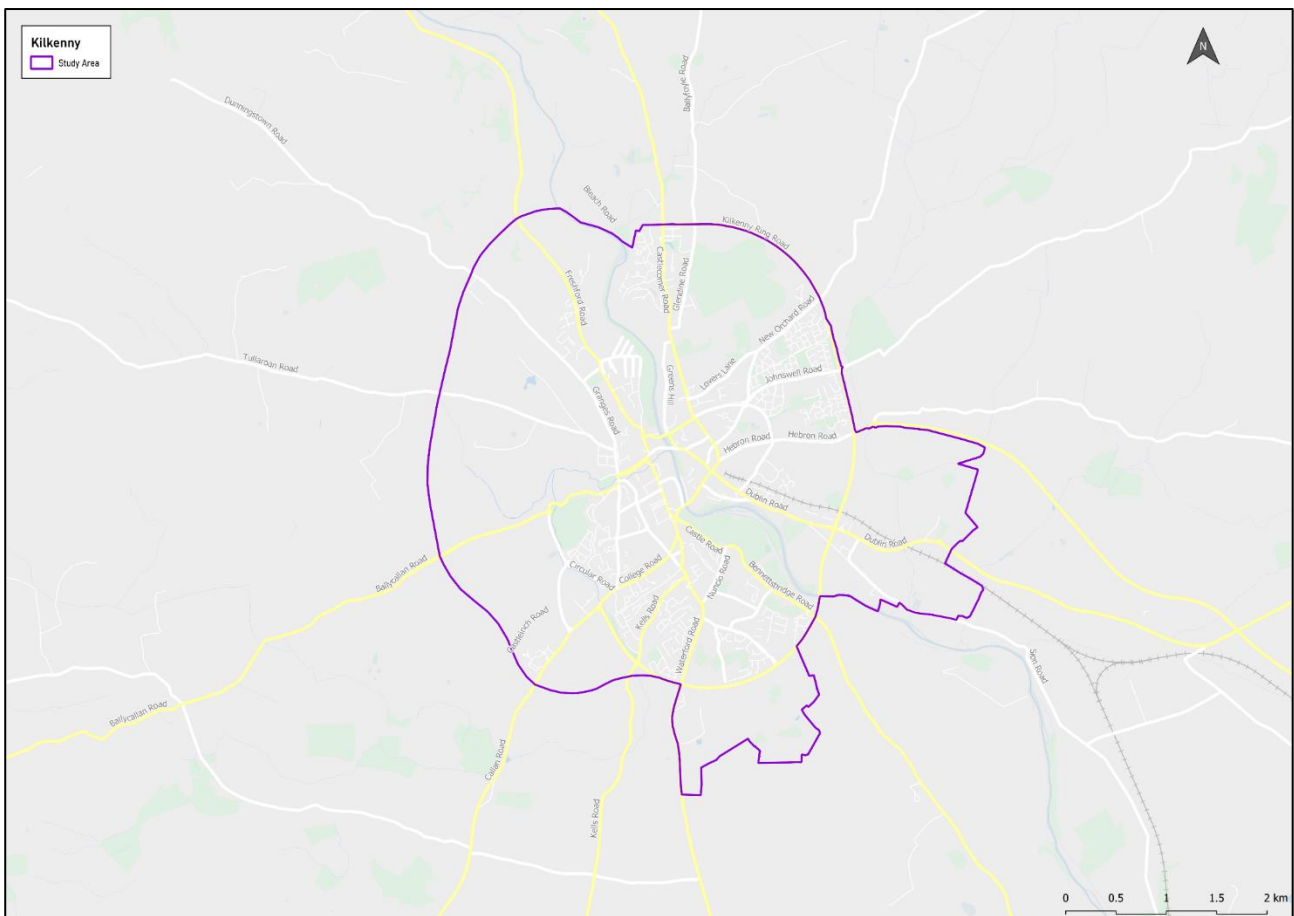 Kilkenny
Study Area
N
Ballyfoyle Road
Dunningstown Road
Bleach Road
Kilkenny Ring Road
Castlecomer Road
Glendine Road
Freshford Road
New Orchard Road
Tullaroan Road
Lovers Lane
Johnswell Road
Greens Hill
Granges Road
Hebron Road
Hebron Road
Dublin Road
Dublin Road
Castle Road
Bennettsbridge Road
Nuncio Road
College Road
Circular Road
Kells Road
Ballycallan Road
Castleinch Road
Waterford Road
Sion Road
Ballycallan Road
Callan Road
Kells Road
0 0.5 1 1.5 2 km